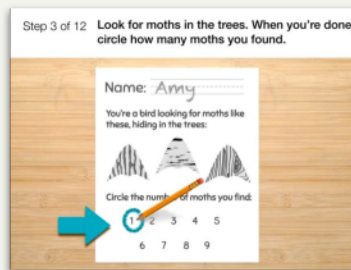 Step 3 of 12 Look for moths in the trees. When you're done
circle how many moths you found.
Name: Amy
You're a bird looking for moths like
these, hiding in the trees:
Circle the number of moths you find:
1 2 3 4 5
6 7 8 9